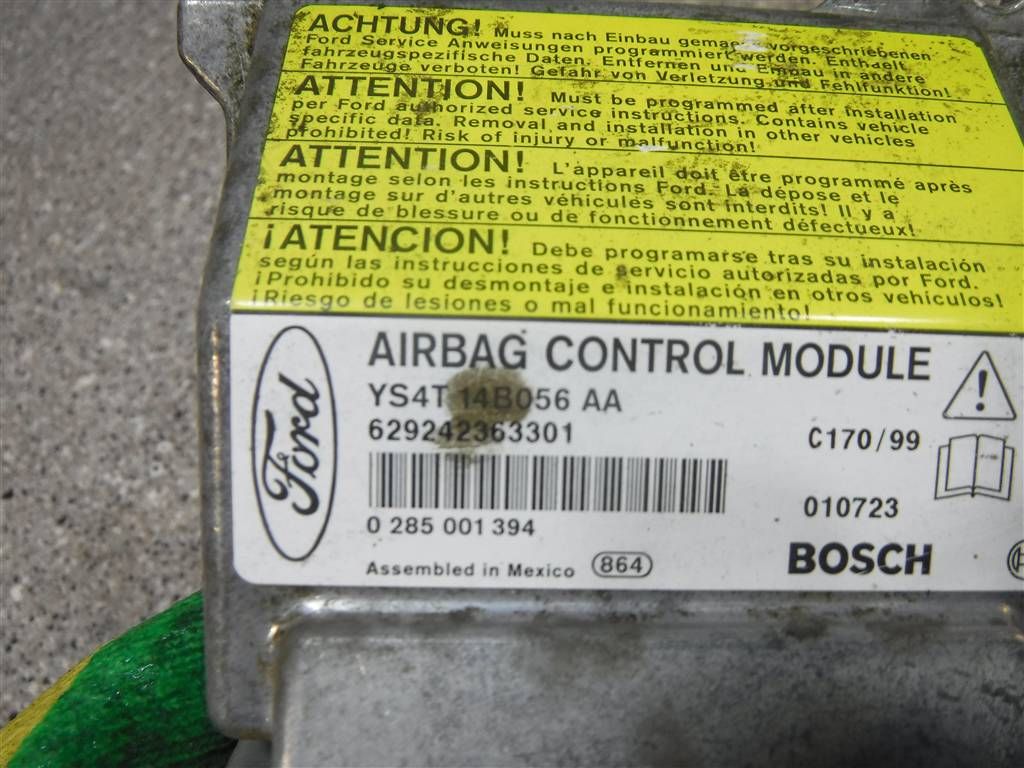 ACHTUNG! Muss nach Einbau gemaß vorgeschriebenen
Ford Service Anweisungen programmiert werden. Enthaelt
fahrzeugspezifische Daten. Entfernen und Einbau in andere
Fahrzeuge verboten! Gefahr von Verletzung und Fehlfunktion!
ATTENTION! Must be programmed after installation
per Ford authorized service instructions. Contains vehicle
specific data. Removal and installation in other vehicles
prohibited! Risk of injury or malfunction!
ATTENTION! L'appareil doit être programmé après
montage selon les instructions Ford. La dépose et le
montage sur d'autres véhicules sont interdits! Il y a
risque de blessure ou de fonctionnement défectueux!
¡ATENCION! Debe programarse tras su instalación
según las instrucciones de servicio autorizadas por Ford.
¡Prohibido su desmontaje e instalación en otros vehículos!
¡Riesgo de lesiones o mal funcionamiento!
Ford
AIRBAG CONTROL MODULE
YS4T 14B056 AA
629242363301
C170/99
010723
0 285 001 394
Assembled in Mexico 864
BOSCH